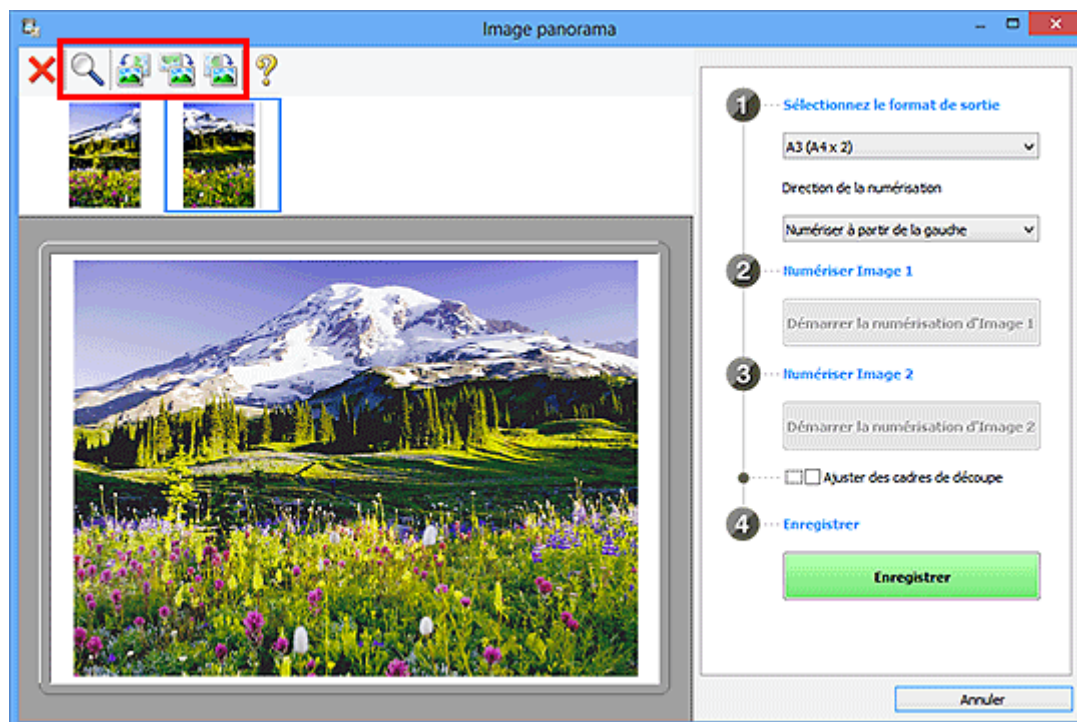 Image panorama
1
Sélectionnez le format de sortie
A3 (A4 x 2)
Direction de la numérisation
Numériser à partir de la gauche
2
Numériser Image 1
Démarrer la numérisation d'Image 1
3
Numériser Image 2
Démarrer la numérisation d'Image 2
Ajuster des cadres de découpe
4
Enregistrer
Enregistrer
Annuler